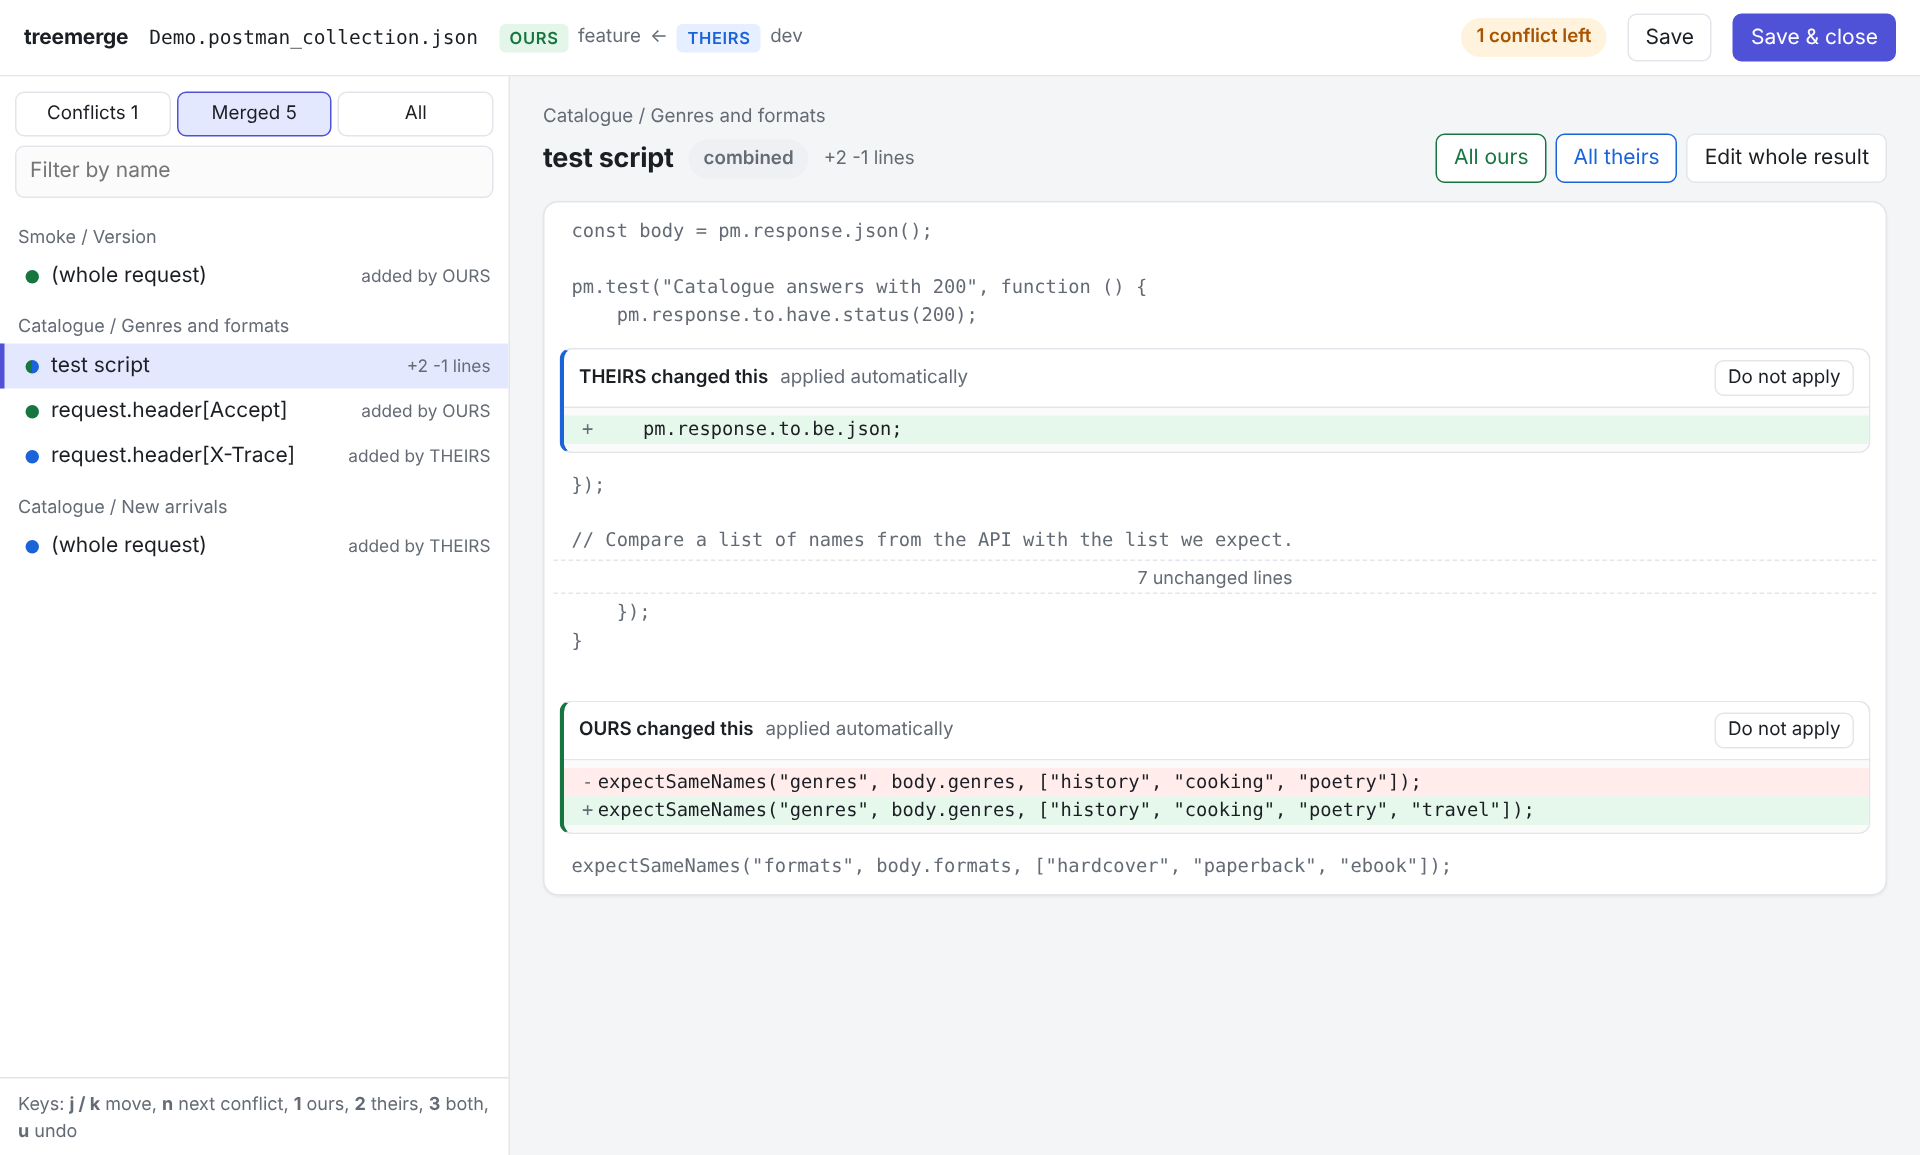 treemerge Demo.postman_collection.json OURS feature ← THEIRS dev 1 conflict left Save Save & close
Conflicts 1 Merged 5 All
Filter by name
Smoke / Version
(whole request) added by OURS
Catalogue / Genres and formats
test script +2 -1 lines
request.header[Accept] added by OURS
request.header[X-Trace] added by THEIRS
Catalogue / New arrivals
(whole request) added by THEIRS
Keys: j / k move, n next conflict, 1 ours, 2 theirs, 3 both,
u undo
Catalogue / Genres and formats
test script combined +2 -1 lines All ours All theirs Edit whole result
const body = pm.response.json();
pm.test("Catalogue answers with 200", function () {
    pm.response.to.have.status(200);
THEIRS changed this applied automatically Do not apply
+    pm.response.to.be.json;
});
// Compare a list of names from the API with the list we expect.
7 unchanged lines
    });
}
OURS changed this applied automatically Do not apply
-expectSameNames("genres", body.genres, ["history", "cooking", "poetry"]);
+expectSameNames("genres", body.genres, ["history", "cooking", "poetry", "travel"]);
expectSameNames("formats", body.formats, ["hardcover", "paperback", "ebook"]);